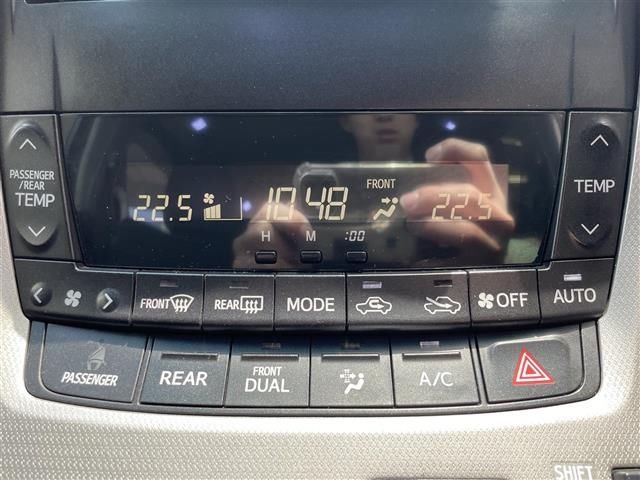 PASSENGER
/REAR
TEMP
22.5
10:48
FRONT
22.5
TEMP
H M :00
FRONT
REAR
MODE
OFF
AUTO
PASSENGER
REAR
FRONT
DUAL
A/C
SHIFT